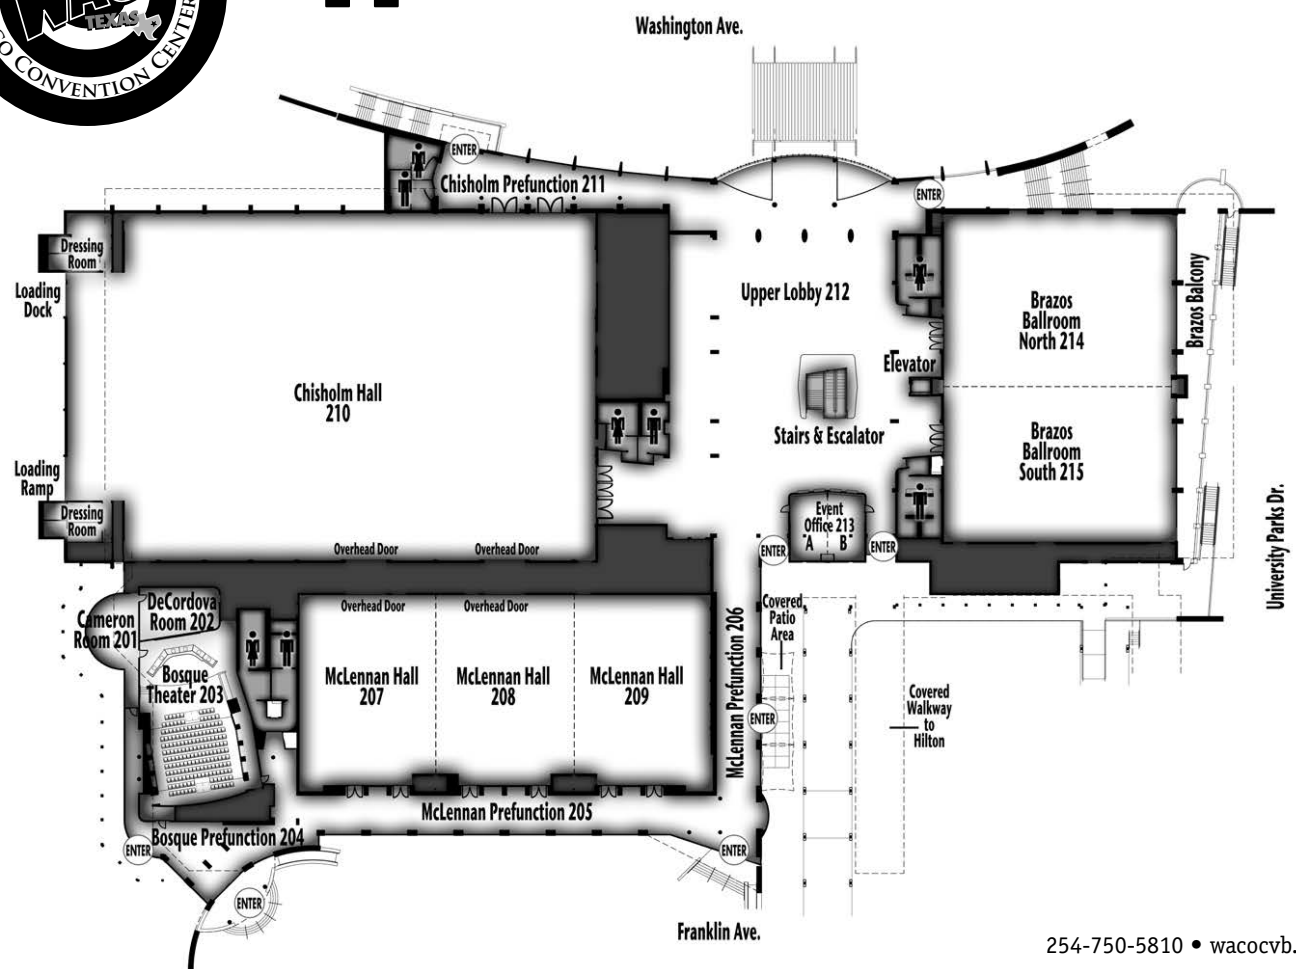 WACO
TEXAS
CONVENTION CENTER
Washington Ave.
ENTER
Chisholm Prefunction 211
ENTER
Dressing
Room
Loading
Dock
Upper Lobby 212
Brazos
Ballroom
North 214
Brazos Balcony
Elevator
Chisholm Hall
210
Stairs & Escalator
Brazos
Ballroom
South 215
Loading
Ramp
Dressing
Room
Event
Office 213
A B
University Parks Dr.
Overhead Door
Overhead Door
ENTER
ENTER
Cameron
Room 201
DeCordova
Room 202
Overhead Door
Overhead Door
McLennan Prefunction 206
Covered
Patio
Area
Bosque
Theater 203
McLennan Hall
207
McLennan Hall
208
McLennan Hall
209
Covered
Walkway
to
Hilton
ENTER
McLennan Prefunction 205
Bosque Prefunction 204
ENTER
ENTER
ENTER
Franklin Ave.
254-750-5810 • wacocvb.